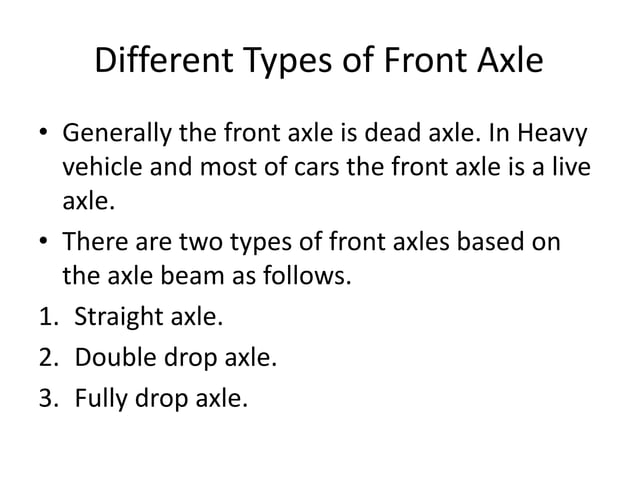 Different Types of Front Axle
• Generally the front axle is dead axle. In Heavy
vehicle and most of cars the front axle is a live
axle.
• There are two types of front axles based on
the axle beam as follows.
1. Straight axle.
2. Double drop axle.
3. Fully drop axle.